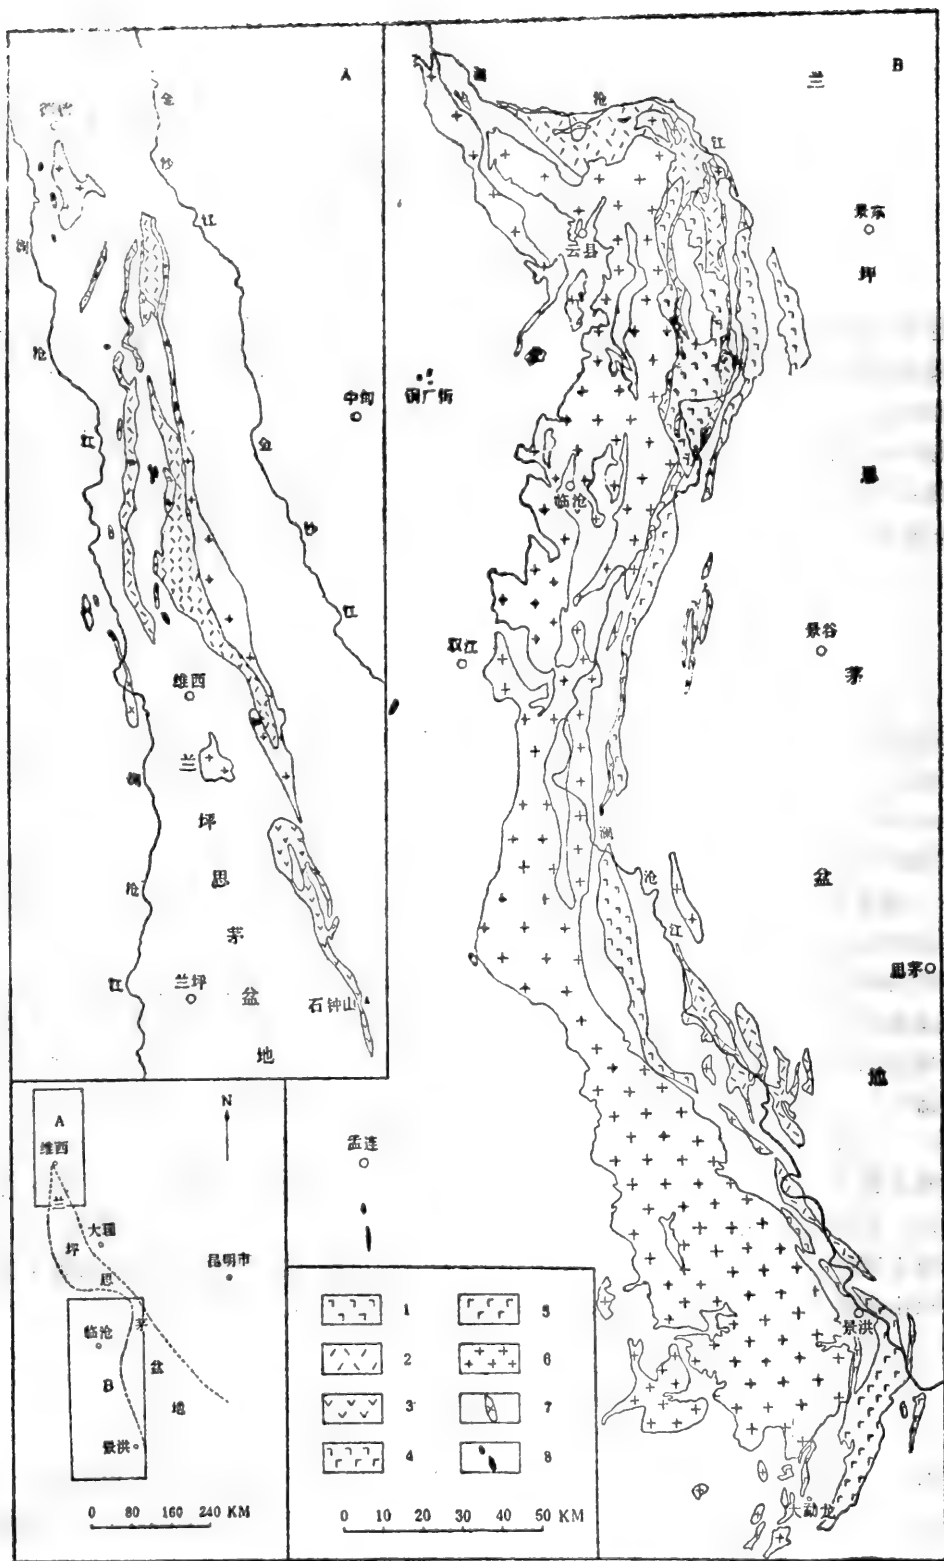 A
金
沙
江
澜
沧
江
中甸
金
沙
江
维西
兰
坪
思
茅
盆
地
澜
沧
江
兰坪
石钟山
B
澜
沧
江
兰
景东
坪
云县
铜厂街
思
临沧
景谷
双江
茅
澜
沧
江
盆
思茅
地
孟连
景洪
大勐龙
A
维西
兰
坪
思
茅
盆
地
大理
昆明市
临沧
B
景洪
N
0 80 160 240 KM
1
2
3
4
5
6
7
8
0 10 20 30 40 50 KM